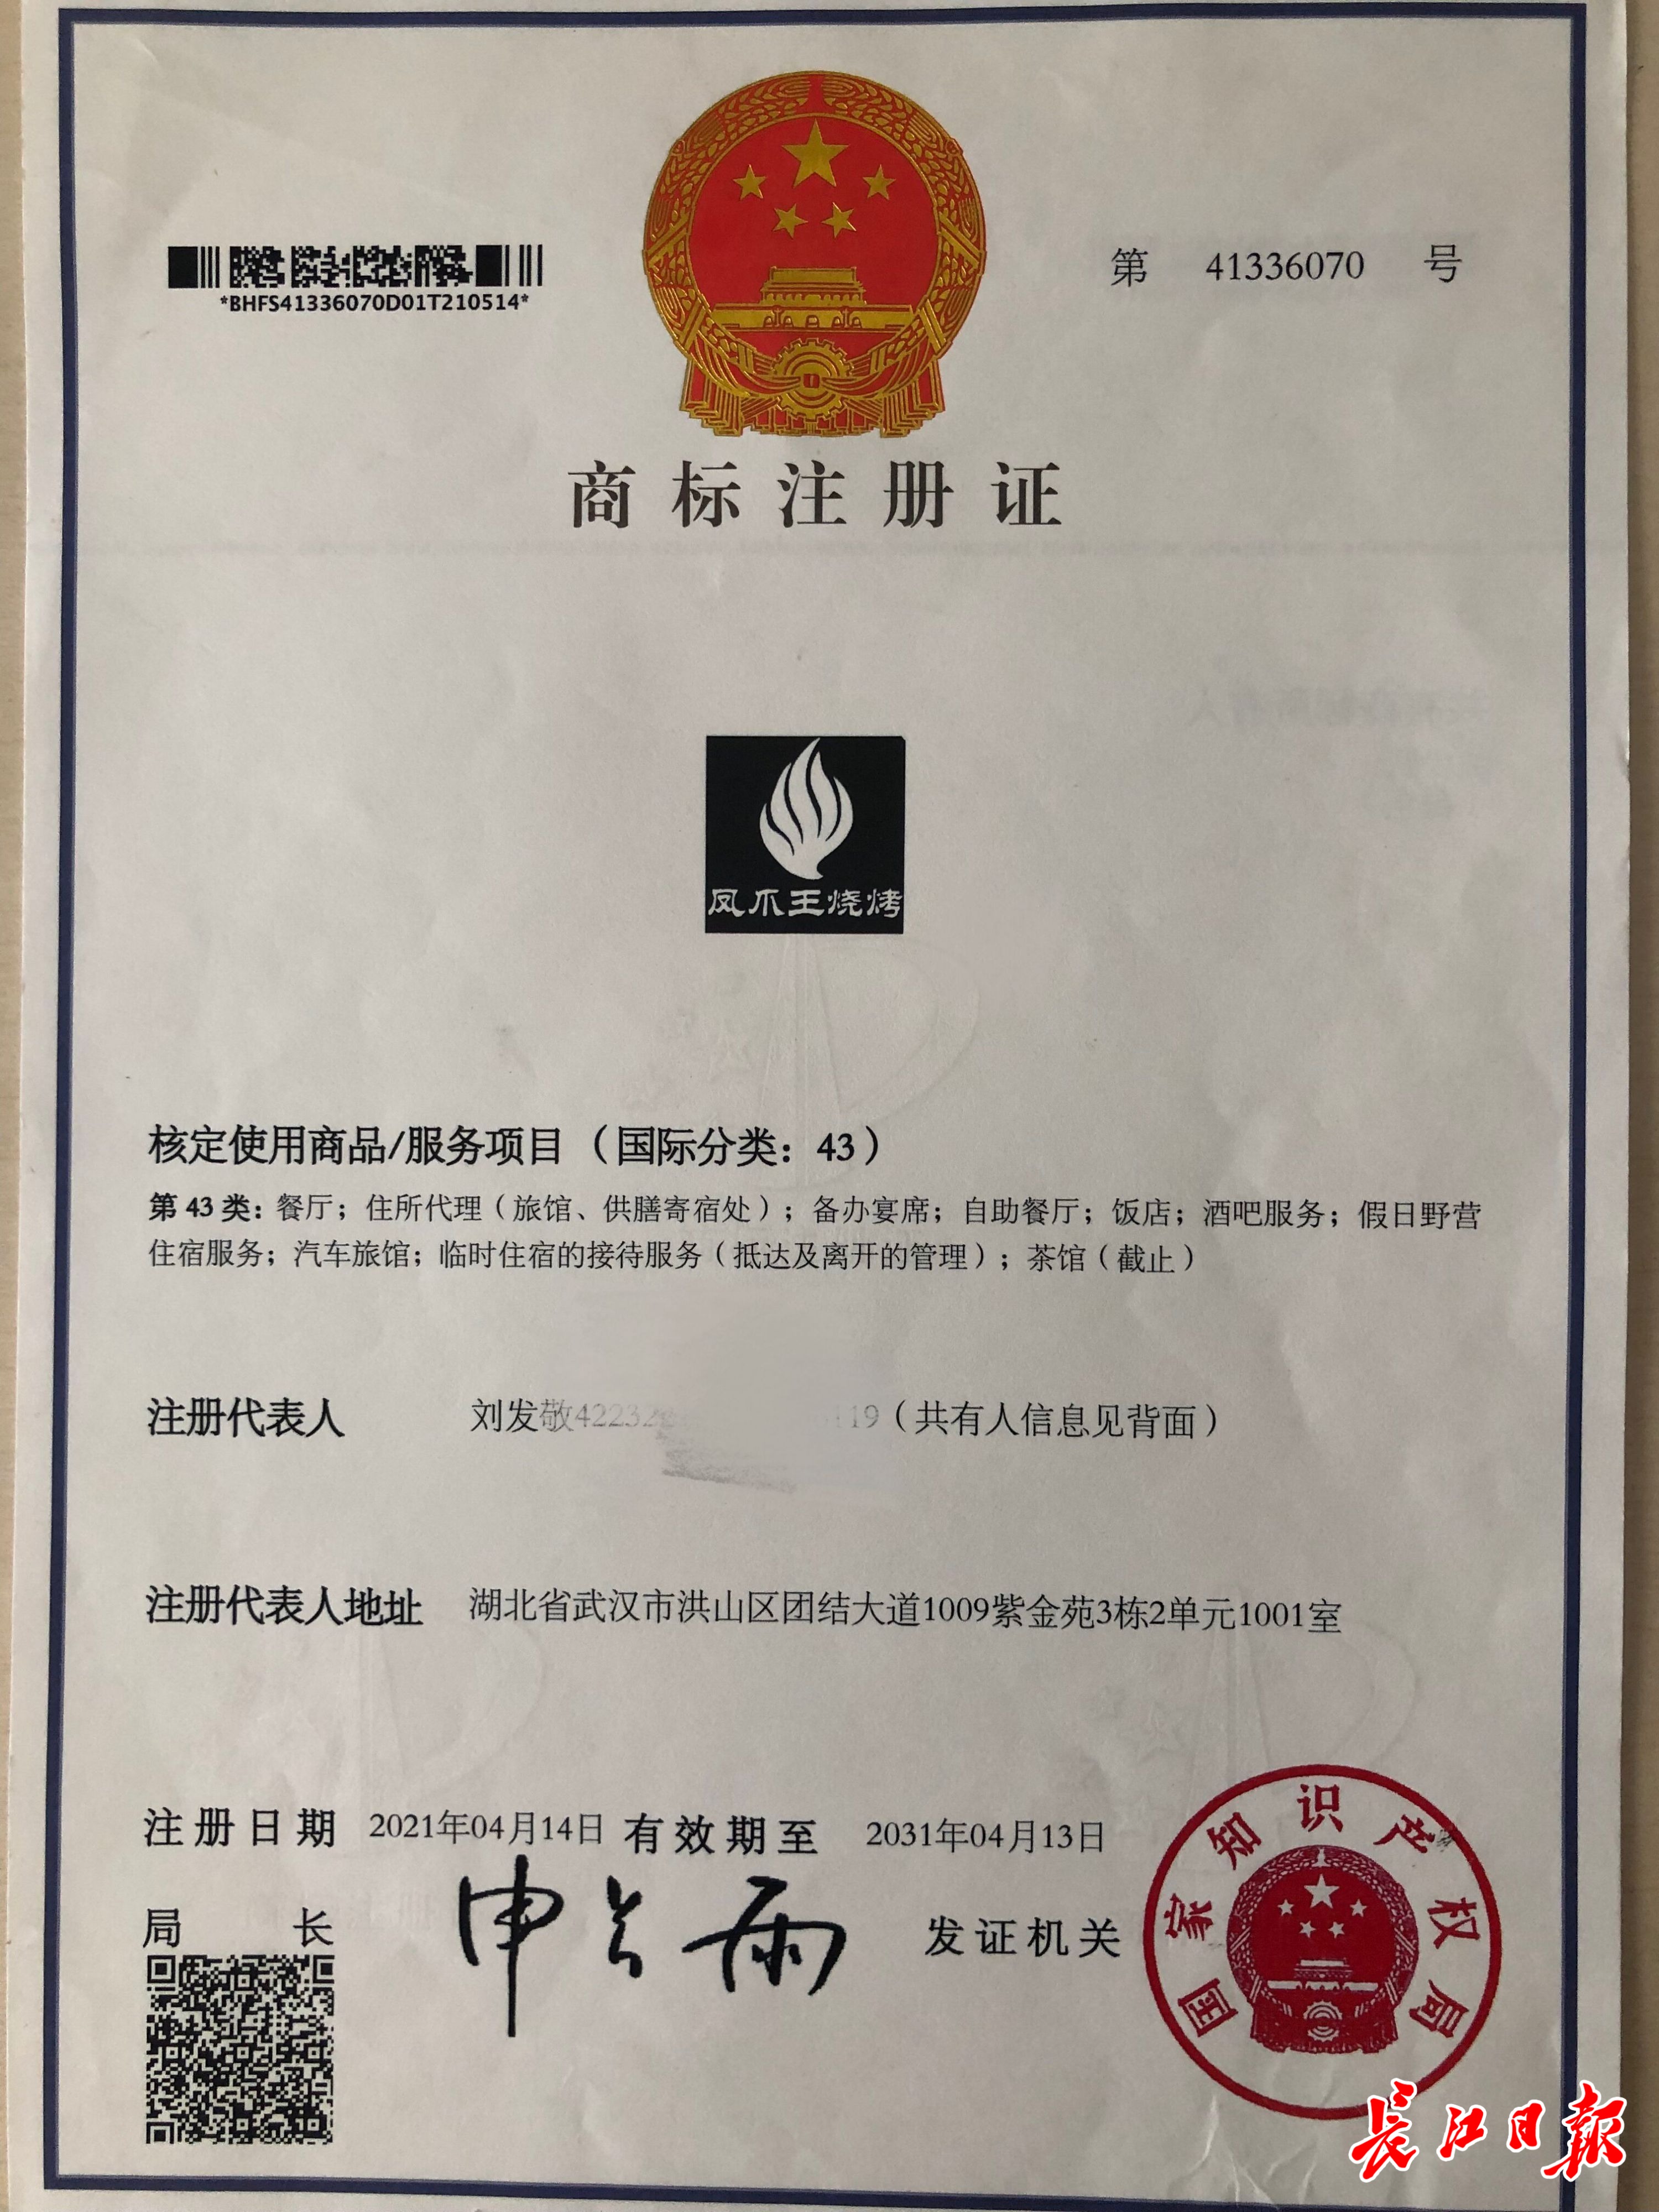 *BHFS41336070D01T210514*
第 41336070 号
商标注册证
凤爪王烧烤
核定使用商品/服务项目（国际分类：43）
第 43 类：餐厅；住所代理（旅馆、供膳寄宿处）；备办宴席；自助餐厅；饭店；酒吧服务；假日野营
住宿服务；汽车旅馆；临时住宿的接待服务（抵达及离开的管理）；茶馆（截止）
注册代表人 刘发敬42232 19（共有人信息见背面）
注册代表人地址 湖北省武汉市洪山区团结大道1009紫金苑3栋2单元1001室
注册日期 2021年04月14日 有效期至 2031年04月13日
局长 申长雨 发证机关
国家知识产权局
长江日報